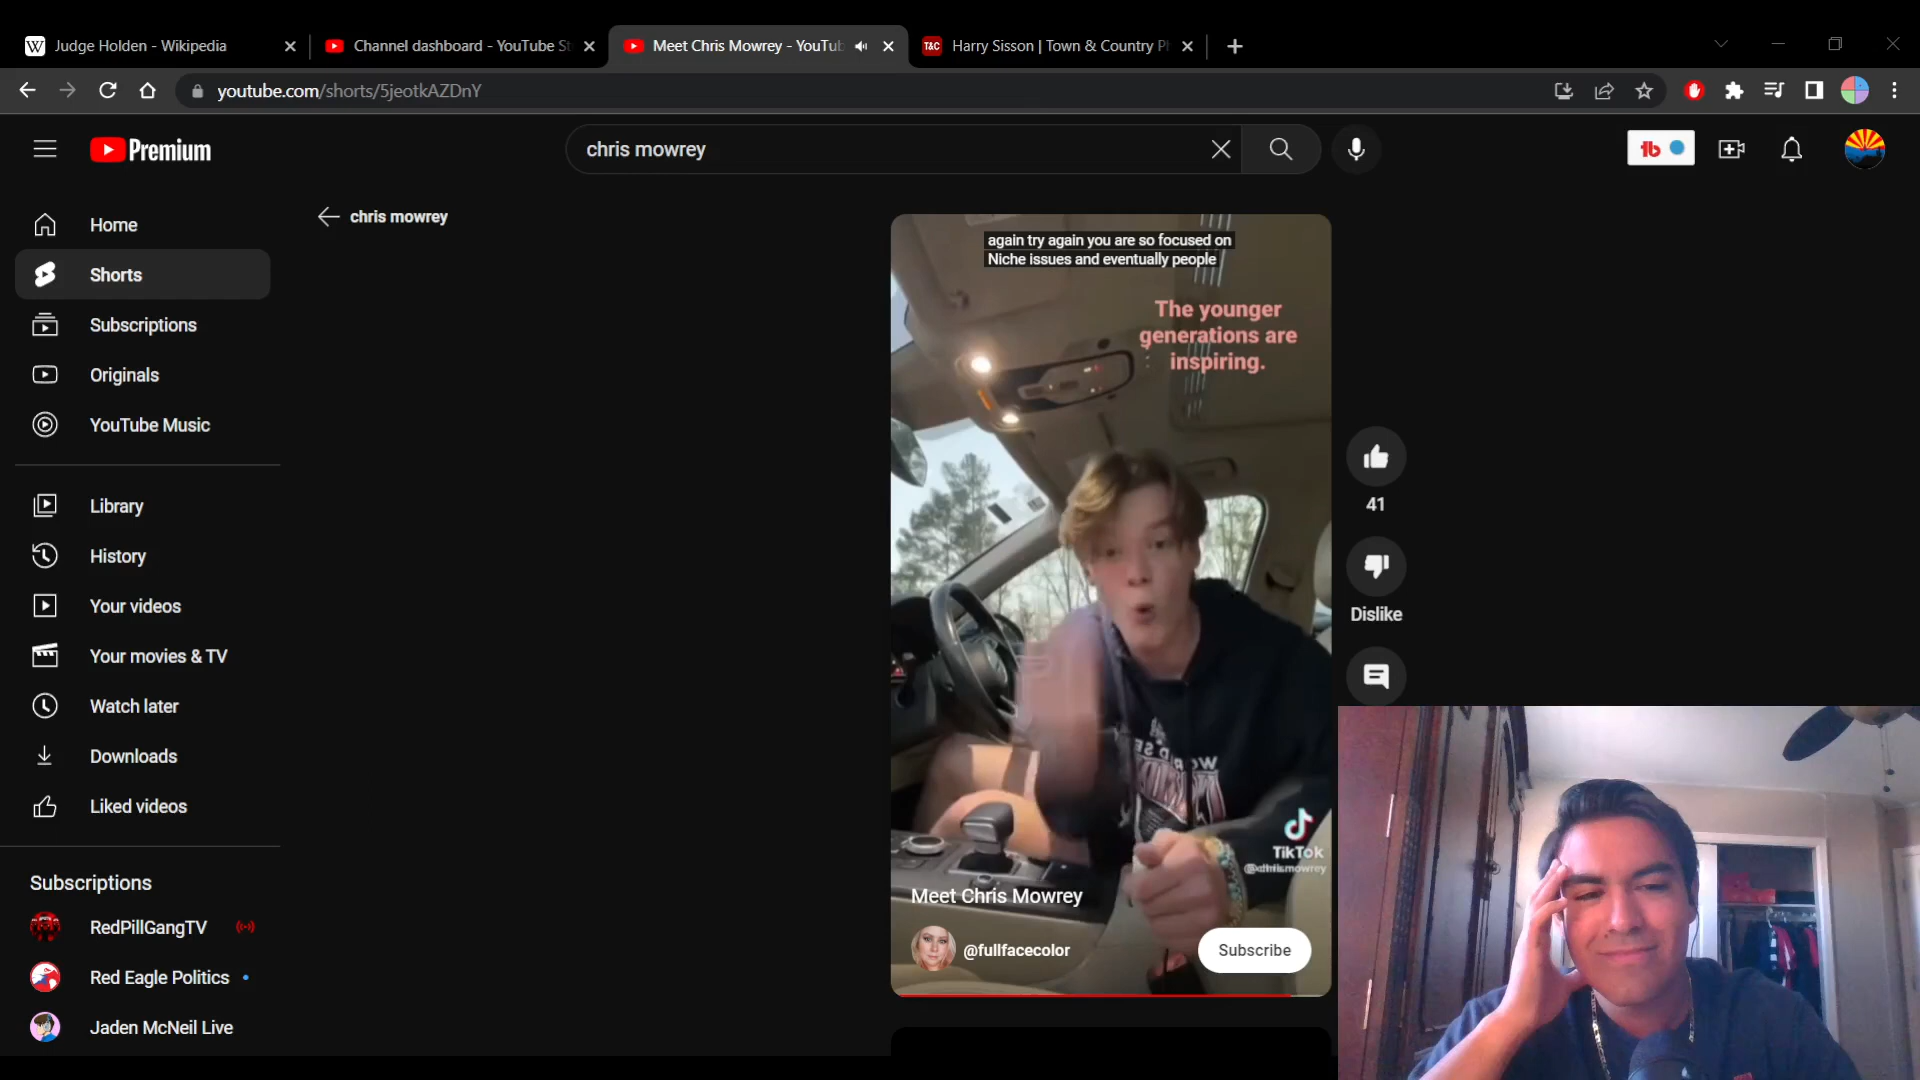 Judge Holden - Wikipedia
Channel dashboard - YouTube St
Meet Chris Mowrey - YouTub
T&C
Harry Sisson | Town & Country Pl
youtube.com/shorts/5jeotkAZDnY
Premium
chris mowrey
Home
Shorts
Subscriptions
Originals
YouTube Music
Library
History
Your videos
Your movies & TV
Watch later
Downloads
Liked videos
Subscriptions
RedPillGangTV
Red Eagle Politics
Jaden McNeil Live
chris mowrey
again try again you are so focused on
Niche issues and eventually people
The younger
generations are
inspiring.
TikTok
@chrismowrey
Meet Chris Mowrey
@fullfacecolor
Subscribe
41
Dislike